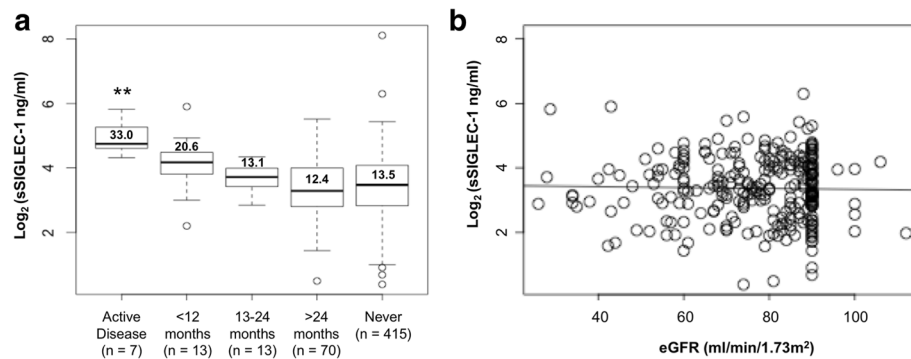 a
Log2 (sSIGLEC-1 ng/ml)
8
6
4
2
**
33.0
20.6
13.1
12.4
13.5
Active Disease (n = 7)
<12 months (n = 13)
13-24 months (n = 13)
>24 months (n = 70)
Never (n = 415)
b
Log2 (sSIGLEC-1 ng/ml)
8
6
4
2
40 60 80 100
eGFR (ml/min/1.73m²)